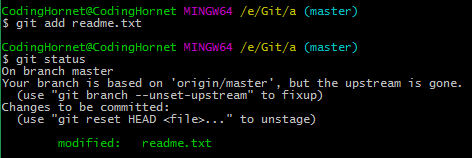 CodingHornet@CodingHornet MINGW64 /e/Git/a (master)
$ git add readme.txt
CodingHornet@CodingHornet MINGW64 /e/Git/a (master)
$ git status
On branch master
Your branch is based on 'origin/master', but the upstream is gone.
(use "git branch --unset-upstream" to fixup)
Changes to be committed:
(use "git reset HEAD <file>..." to unstage)
modified: readme.txt